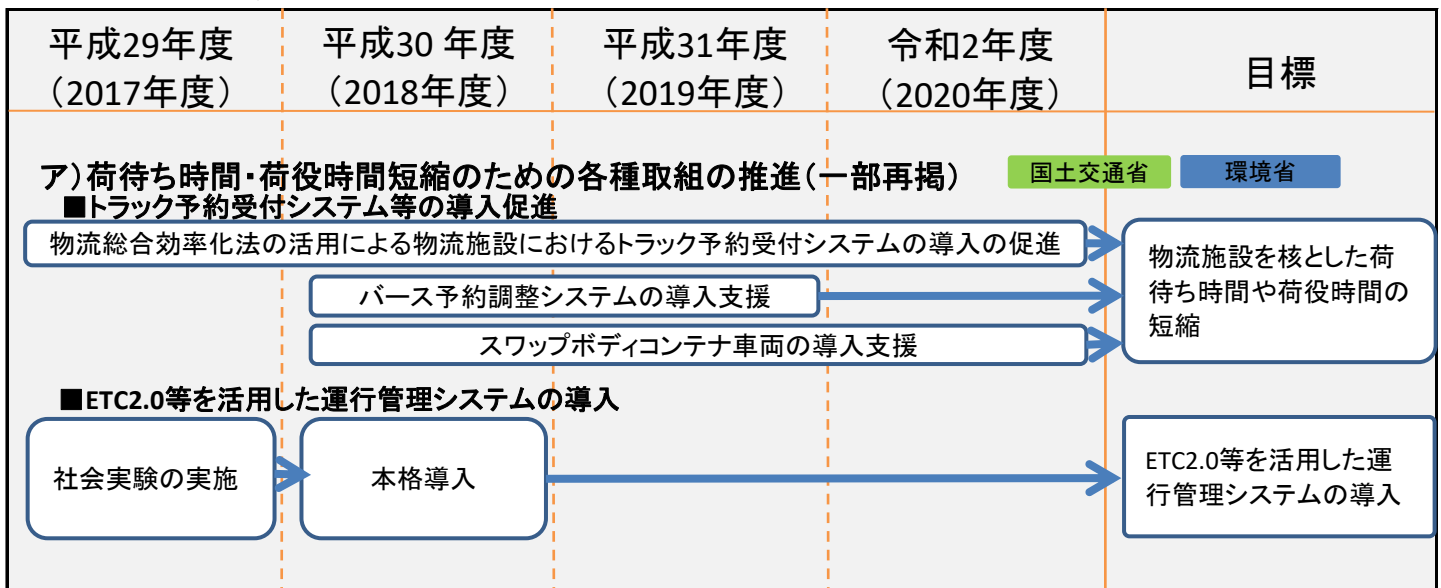 平成29年度
（2017年度）
平成30 年度
（2018年度）
平成31年度
（2019年度）
令和2年度
（2020年度）
目標
ア）荷待ち時間・荷役時間短縮のための各種取組の推進（一部再掲）
国土交通省
環境省
■トラック予約受付システム等の導入促進
物流総合効率化法の活用による物流施設におけるトラック予約受付システムの導入の促進
バース予約調整システムの導入支援
スワップボディコンテナ車両の導入支援
物流施設を核とした荷
待ち時間や荷役時間の
短縮
■ETC2.0等を活用した運行管理システムの導入
社会実験の実施
本格導入
ETC2.0等を活用した運
行管理システムの導入